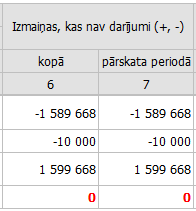 Izmaiņas, kas nav darījumi (+, -)
kopā pārskata periodā
6 7
-1 589 668 -1 589 668
-10 000 -10 000
1 599 668 1 599 668
0 0